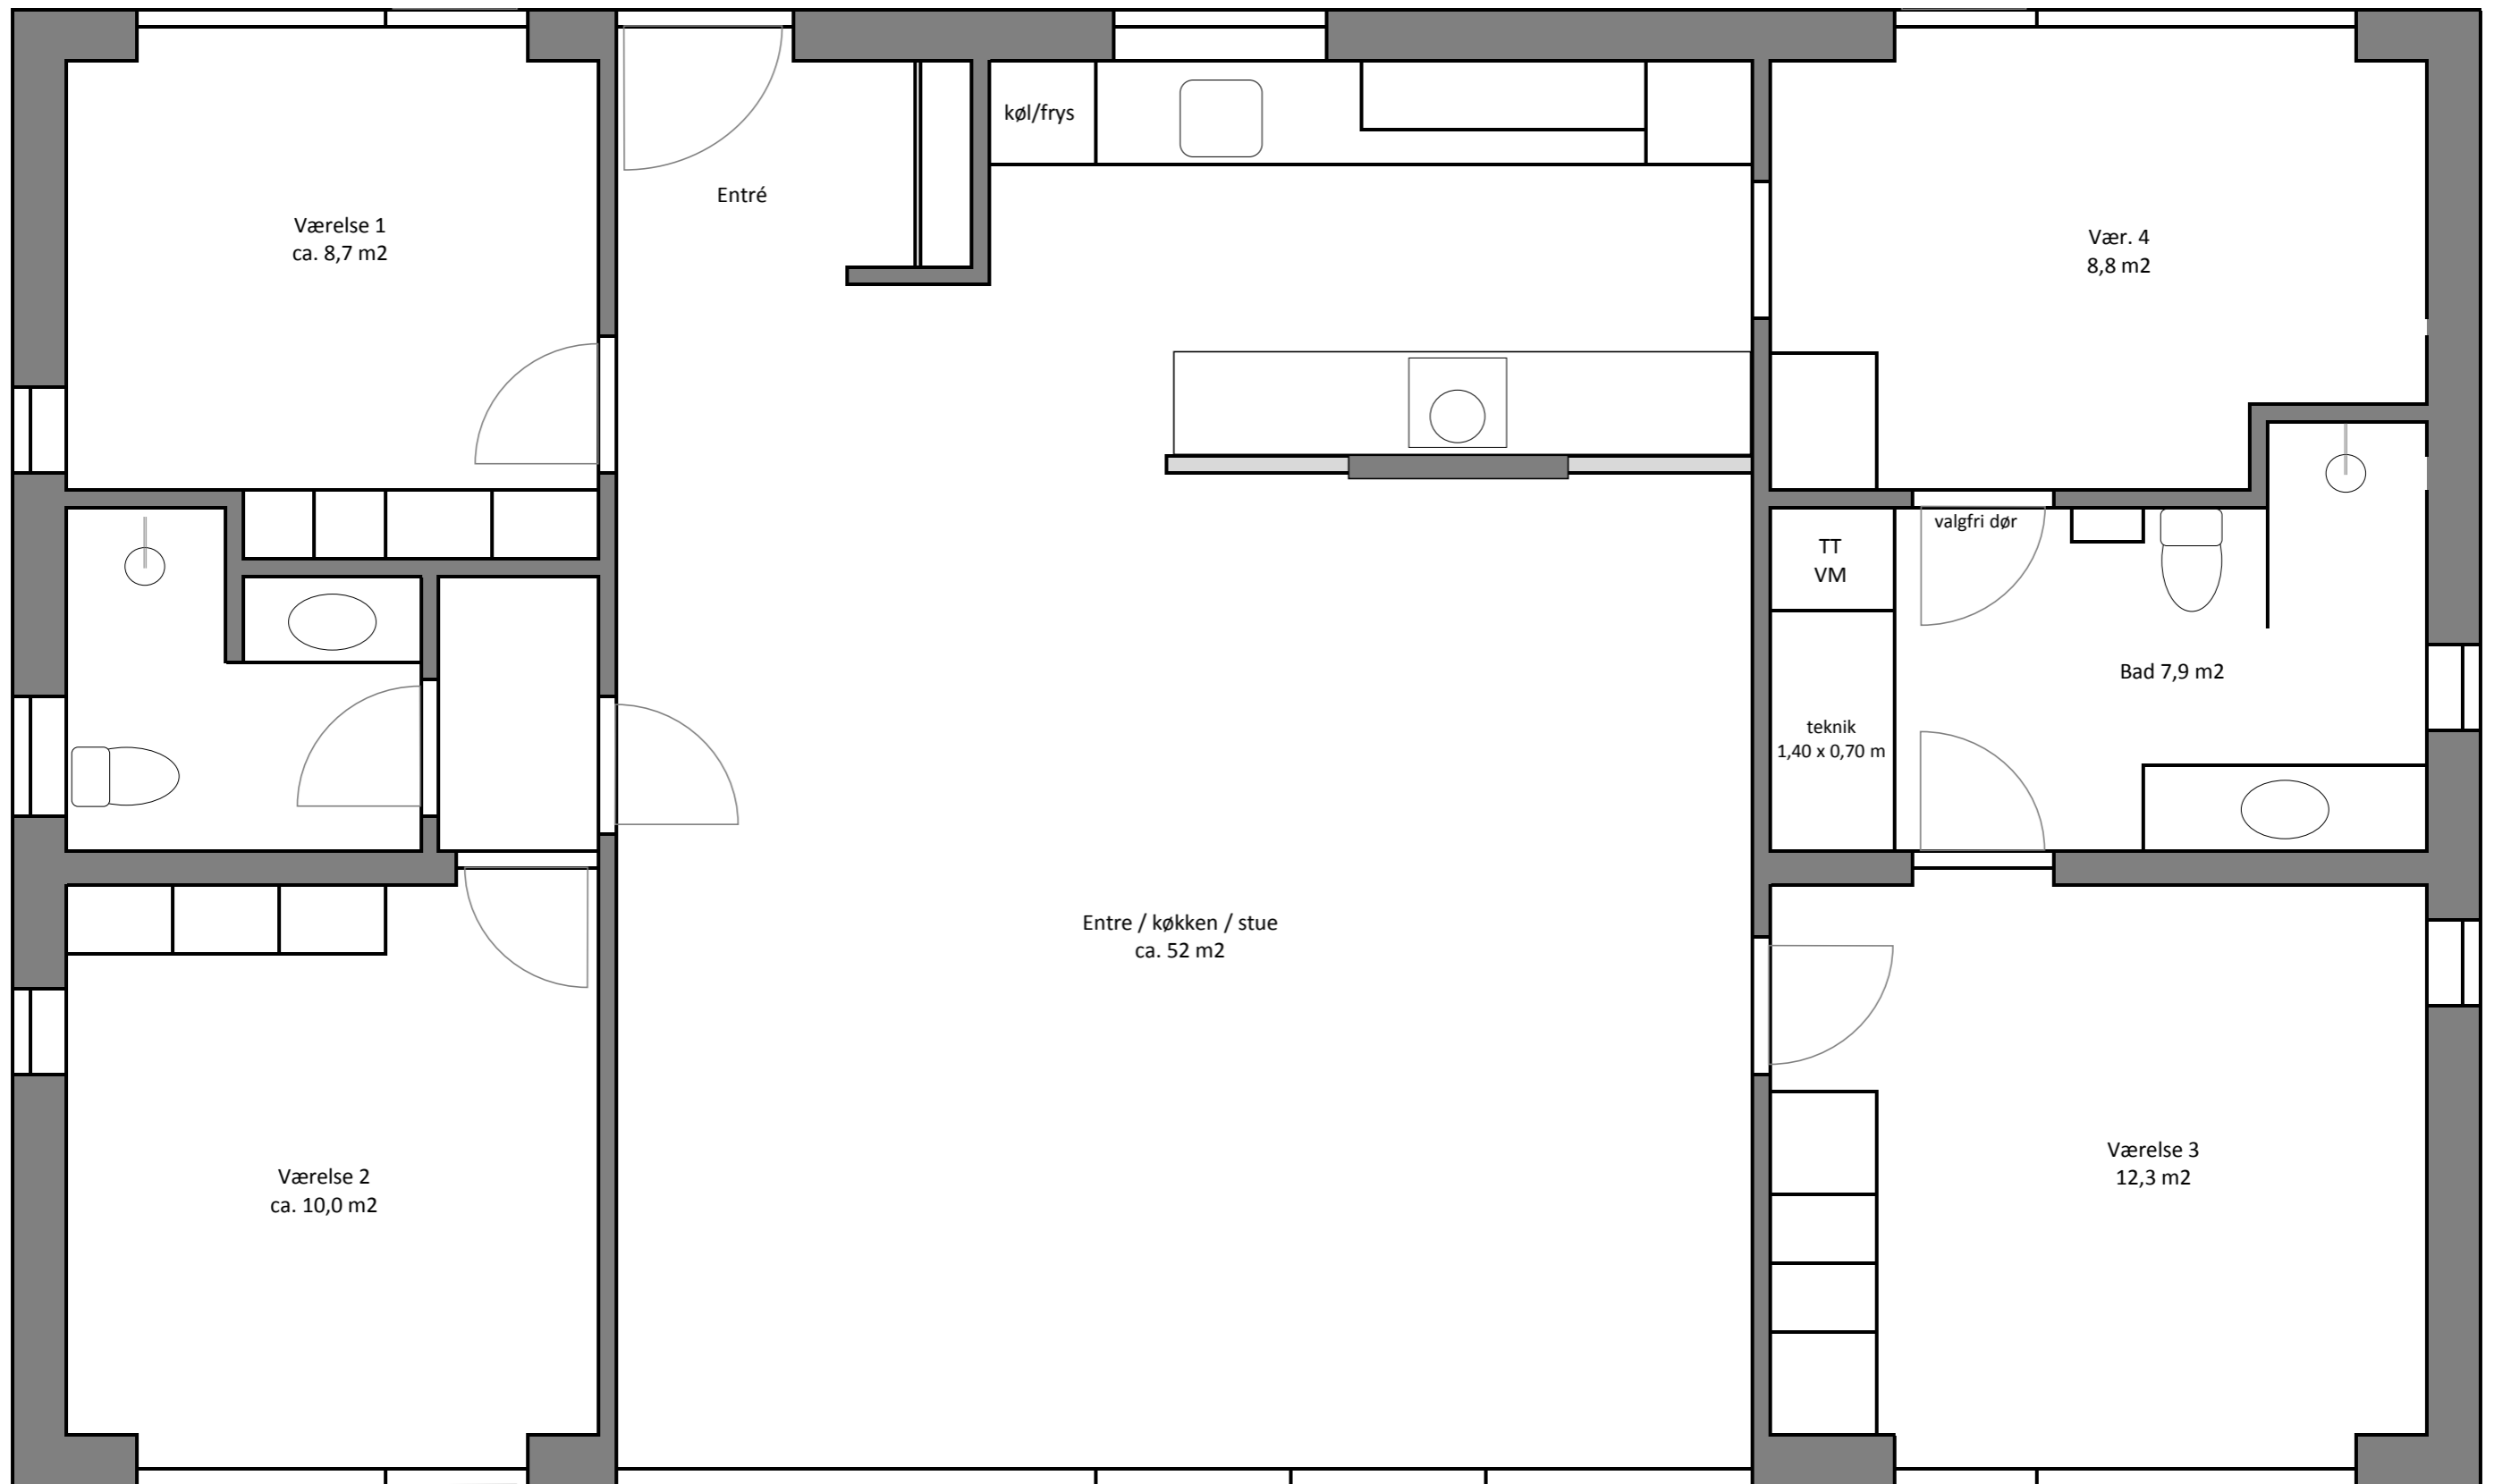 køl/frys
Entré
Værelse 1
ca. 8,7 m2
Vær. 4
8,8 m2
valgfri dør
TT
VM
Bad 7,9 m2
teknik
1,40 x 0,70 m
Entre / køkken / stue
ca. 52 m2
Værelse 2
ca. 10,0 m2
Værelse 3
12,3 m2